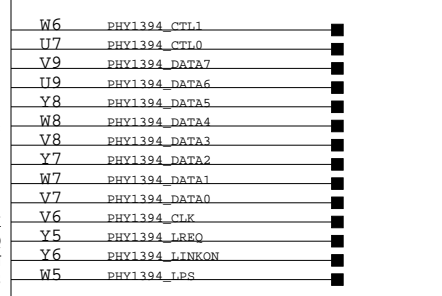 W6 PHY1394_CTL1
U7 PHY1394_CTL0
V9 PHY1394_DATA7
U9 PHY1394_DATA6
Y8 PHY1394_DATA5
W8 PHY1394_DATA4
V8 PHY1394_DATA3
Y7 PHY1394_DATA2
W7 PHY1394_DATA1
V7 PHY1394_DATA0
V6 PHY1394_CLK
Y5 PHY1394_LREQ
Y6 PHY1394_LINKON
W5 PHY1394_LPS